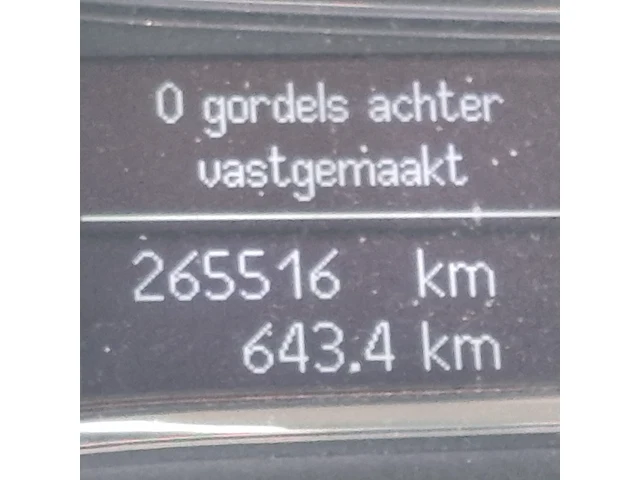 0 gordels achter
vastgemaakt
265516 km
643.4 km